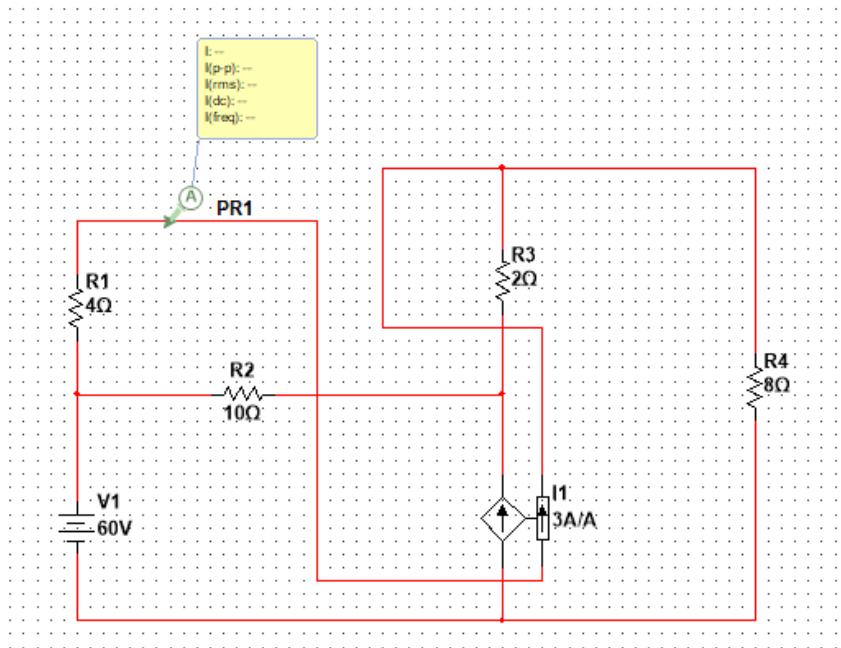 I: --
I(p-p): --
I(rms): --
I(dc): --
I(freq): --
A
PR1
R1
4Ω
R3
2Ω
R2
10Ω
R4
8Ω
V1
60V
I1
3A/A